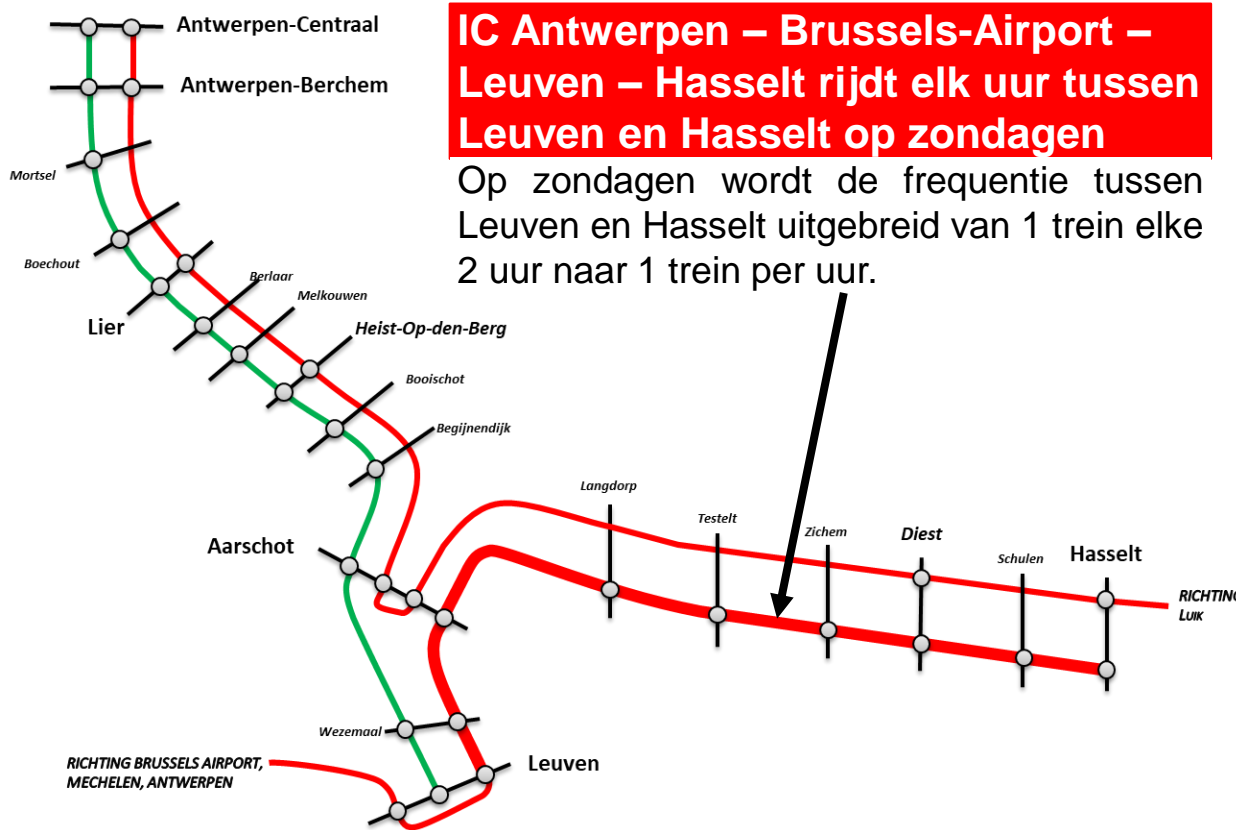 Antwerpen-Centraal
IC Antwerpen – Brussels-Airport –
Leuven – Hasselt rijdt elk uur tussen
Leuven en Hasselt op zondagen
Antwerpen-Berchem
Op zondagen wordt de frequentie tussen
Leuven en Hasselt uitgebreid van 1 trein elke
2 uur naar 1 trein per uur.
Mortsel
Boechout
Berlaar
Melkouwen
Lier
Heist-Op-den-Berg
Booischot
Begijnendijk
Langdorp
Testelt
Zichem
Diest
Schulen
Hasselt
Aarschot
RICHTING
LUIK
Wezemaal
RICHTING BRUSSELS AIRPORT,
MECHELEN, ANTWERPEN
Leuven